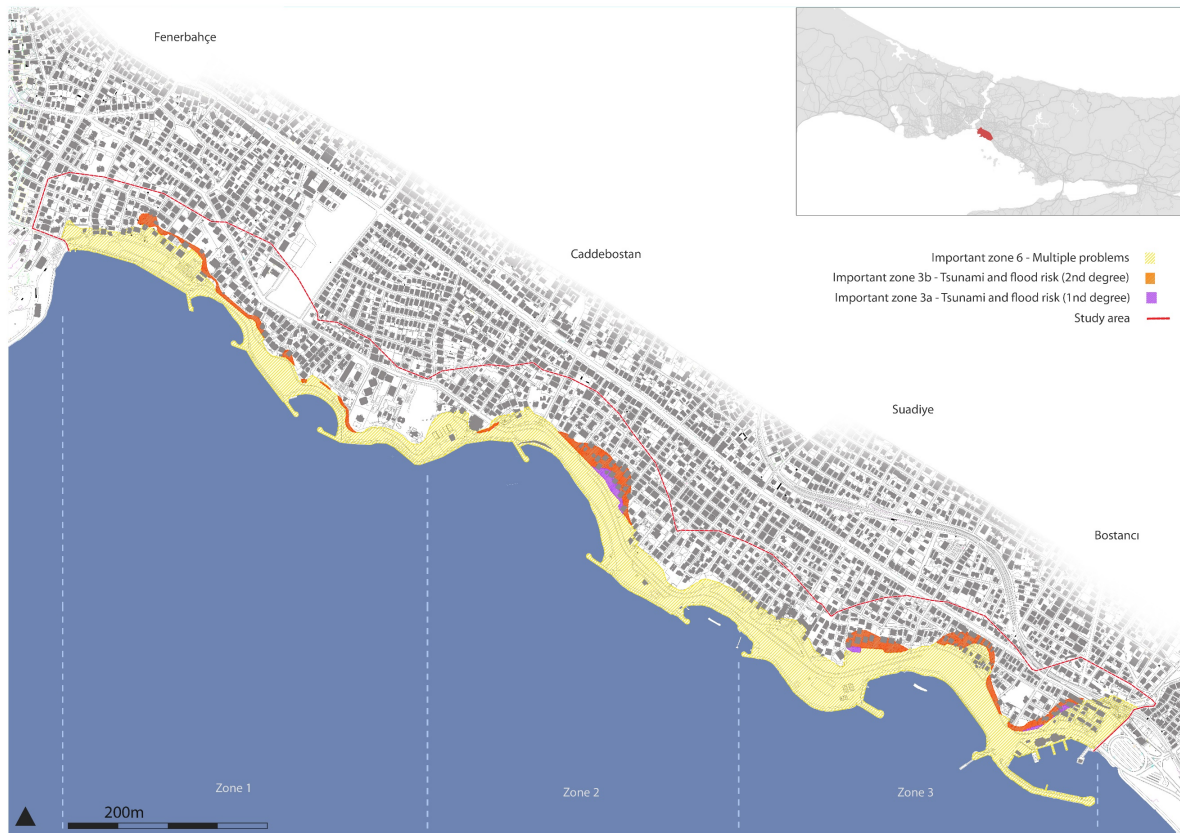 Fenerbahçe
Caddebostan
Important zone 6 - Multiple problems
Important zone 3b - Tsunami and flood risk (2nd degree)
Important zone 3a - Tsunami and flood risk (1nd degree)
Study area
Suadiye
Bostancı
Zone 1
Zone 2
Zone 3
200m